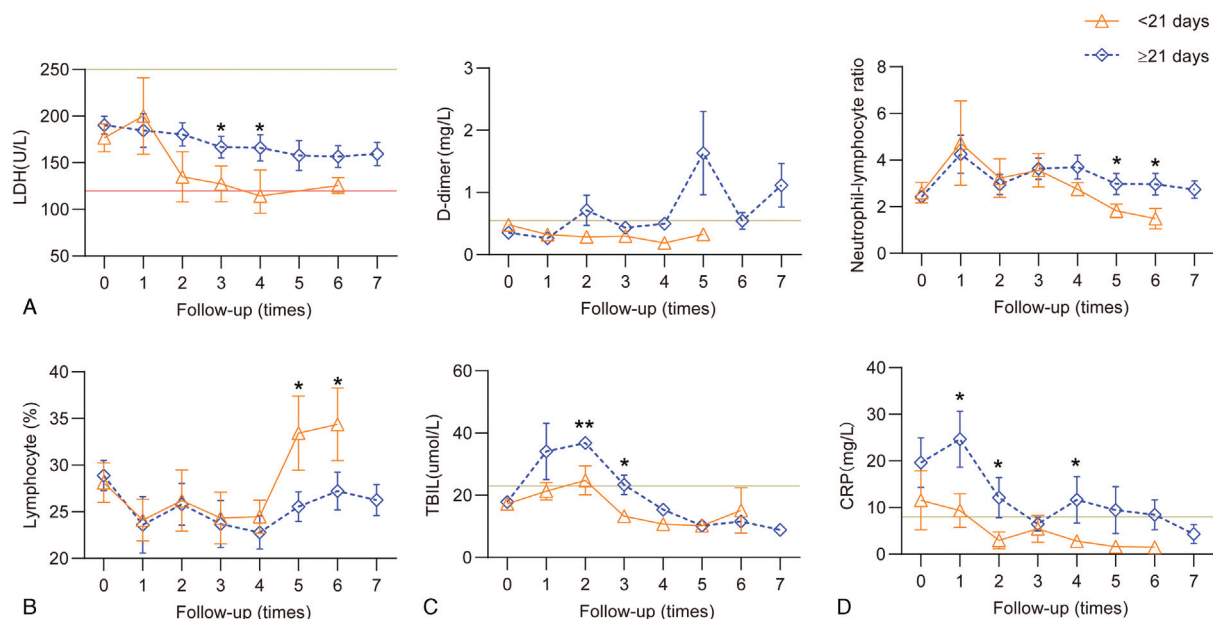 <21 days
≥21 days
LDH(U/L)
250
200
150
100
50
* *
0 1 2 3 4 5 6 7
Follow-up (times)
A
D-dimer(mg/L)
3
2
1
0
0 1 2 3 4 5 6 7
Follow-up (times)
Neutrophil-lymphocyte ratio
8
6
4
2
0
* *
0 1 2 3 4 5 6 7
Follow-up (times)
Lymphocyte (%)
40
35
30
25
20
* *
0 1 2 3 4 5 6 7
Follow-up (times)
B
TBIL(umol/L)
60
40
20
0
** *
0 1 2 3 4 5 6 7
Follow-up (times)
C
CRP(mg/L)
40
30
20
10
0
* * *
0 1 2 3 4 5 6 7
Follow-up (times)
D